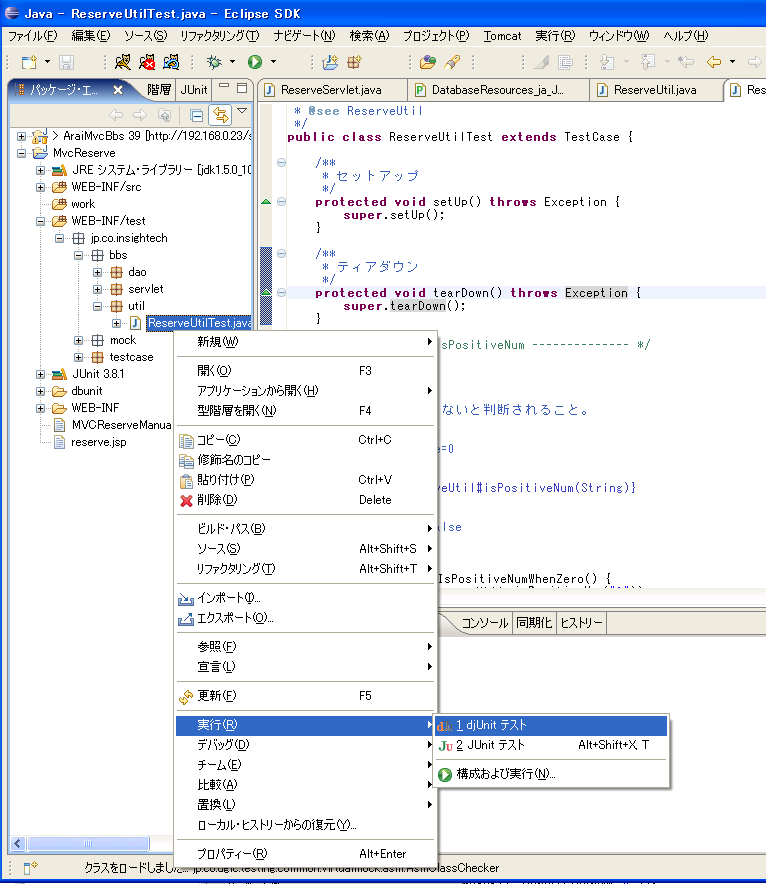 Java - ReserveUtilTest.java - Eclipse SDK
ファイル(F) 編集(E) ソース(S) リファクタリング(T) ナビゲート(N) 検索(A) プロジェクト(P) Tomcat 実行(R) ウィンドウ(W) ヘルプ(H)
パッケージ・エ... 階層 JUnit
ReserveServlet.java DatabaseResources_ja_J... ReserveUtil.java Res
> AraiMvcBbs 39 [http://192.168.0.23/s
MvcReserve
JRE システム・ライブラリー [jdk1.5.0_10
WEB-INF/src
work
WEB-INF/test
jp.co.insightech
bbs
dao
servlet
util
ReserveUtilTest.java
mock
testcase
JUnit 3.8.1
dbunit
WEB-INF
MVCReserveManua
reserve.jsp
* @see ReserveUtil
*/
public class ReserveUtilTest extends TestCase {
/**
* セットアップ
*/
protected void setUp() throws Exception {
super.setUp();
}
/**
* ティアダウン
*/
protected void tearDown() throws Exception {
super.tearDown();
}
sPositiveNum -------------- */
ないと判断されること。
e=0
veUtil#isPositiveNum(String)}
alse
IsPositiveNumWhenZero() {
新規(W)
開く(O) F3
アプリケーションから開く(H)
型階層を開く(N) F4
コピー(C) Ctrl+C
修飾名のコピー
貼り付け(P) Ctrl+V
削除(D) Delete
ビルド・パス(B)
ソース(S) Alt+Shift+S
リファクタリング(T) Alt+Shift+T
インポート(I)...
エクスポート(O)...
参照(F)
宣言(L)
更新(F) F5
実行(R)
デバッグ(D)
チーム(E)
比較(A)
置換(L)
ローカル・ヒストリーからの復元(Y)...
プロパティー(R) Alt+Enter
1 djUnit テスト
2 JUnit テスト Alt+Shift+X, T
構成および実行(N)...
コンソール 同期化 ヒストリー
クラスをロードしました...